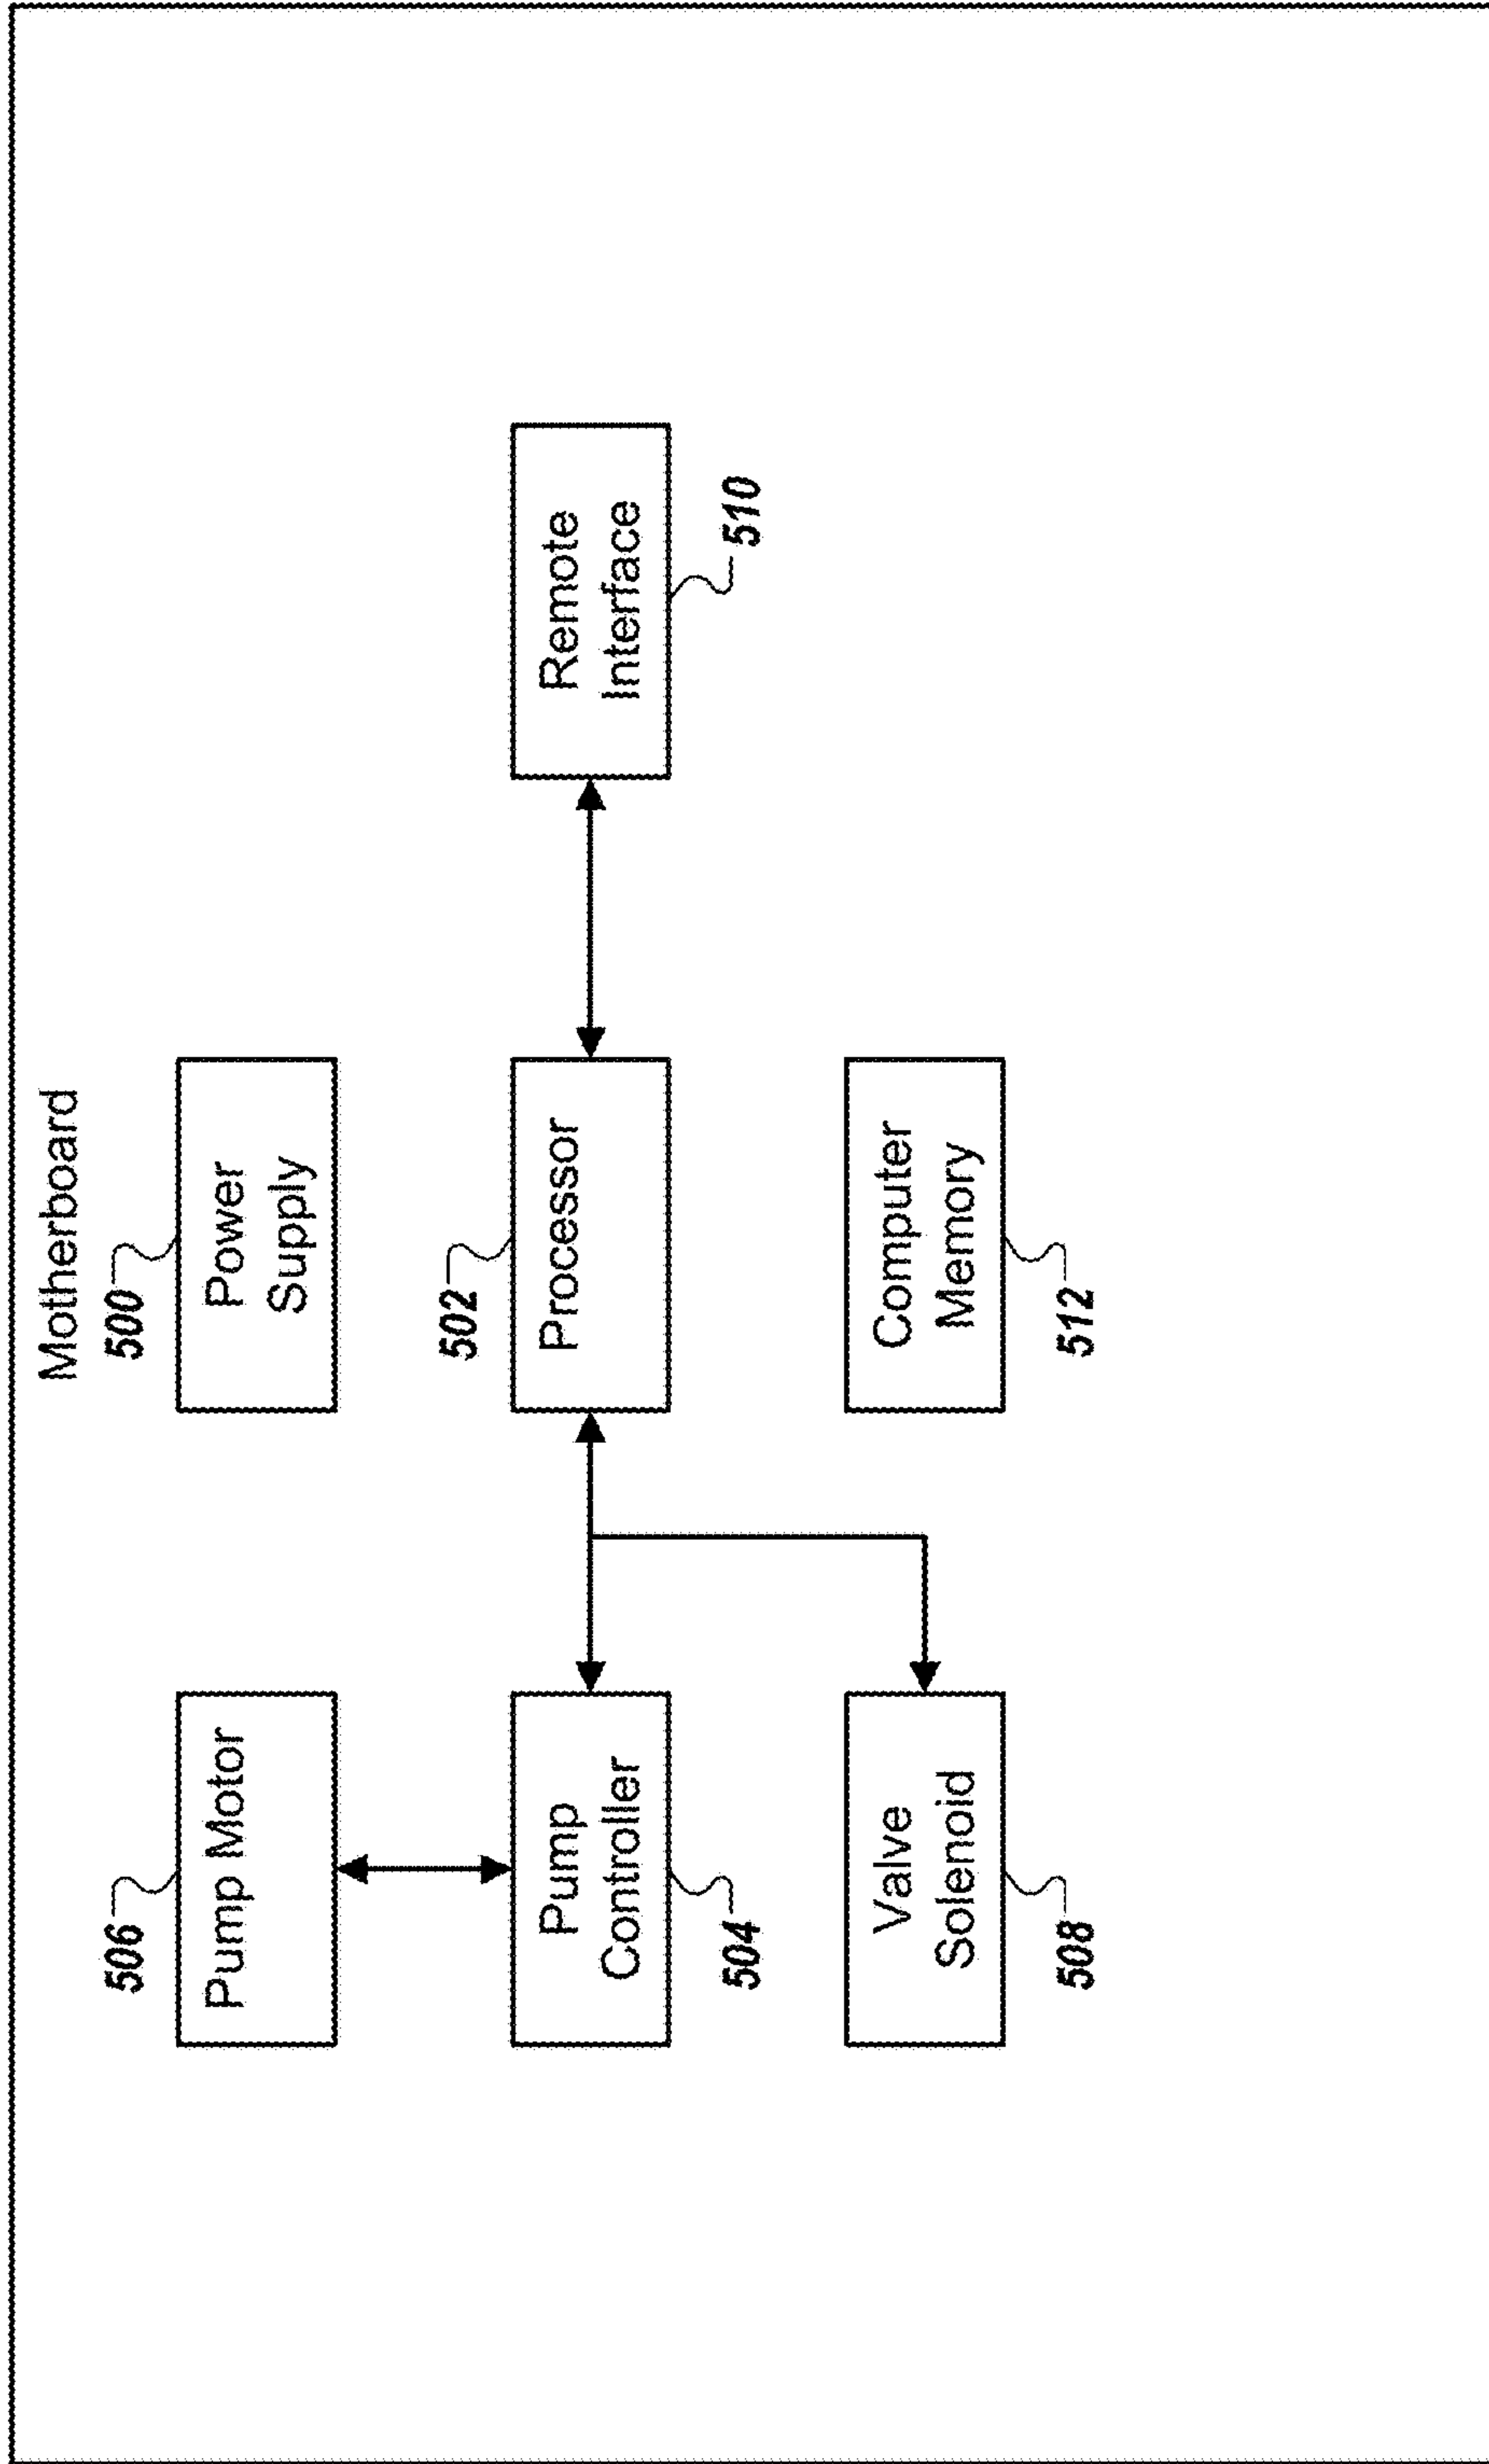 Motherboard
506
Pump Motor
500
Power
Supply
504
Pump
Controller
502
Processor
510
Remote
Interface
508
Valve
Solenoid
512
Computer
Memory